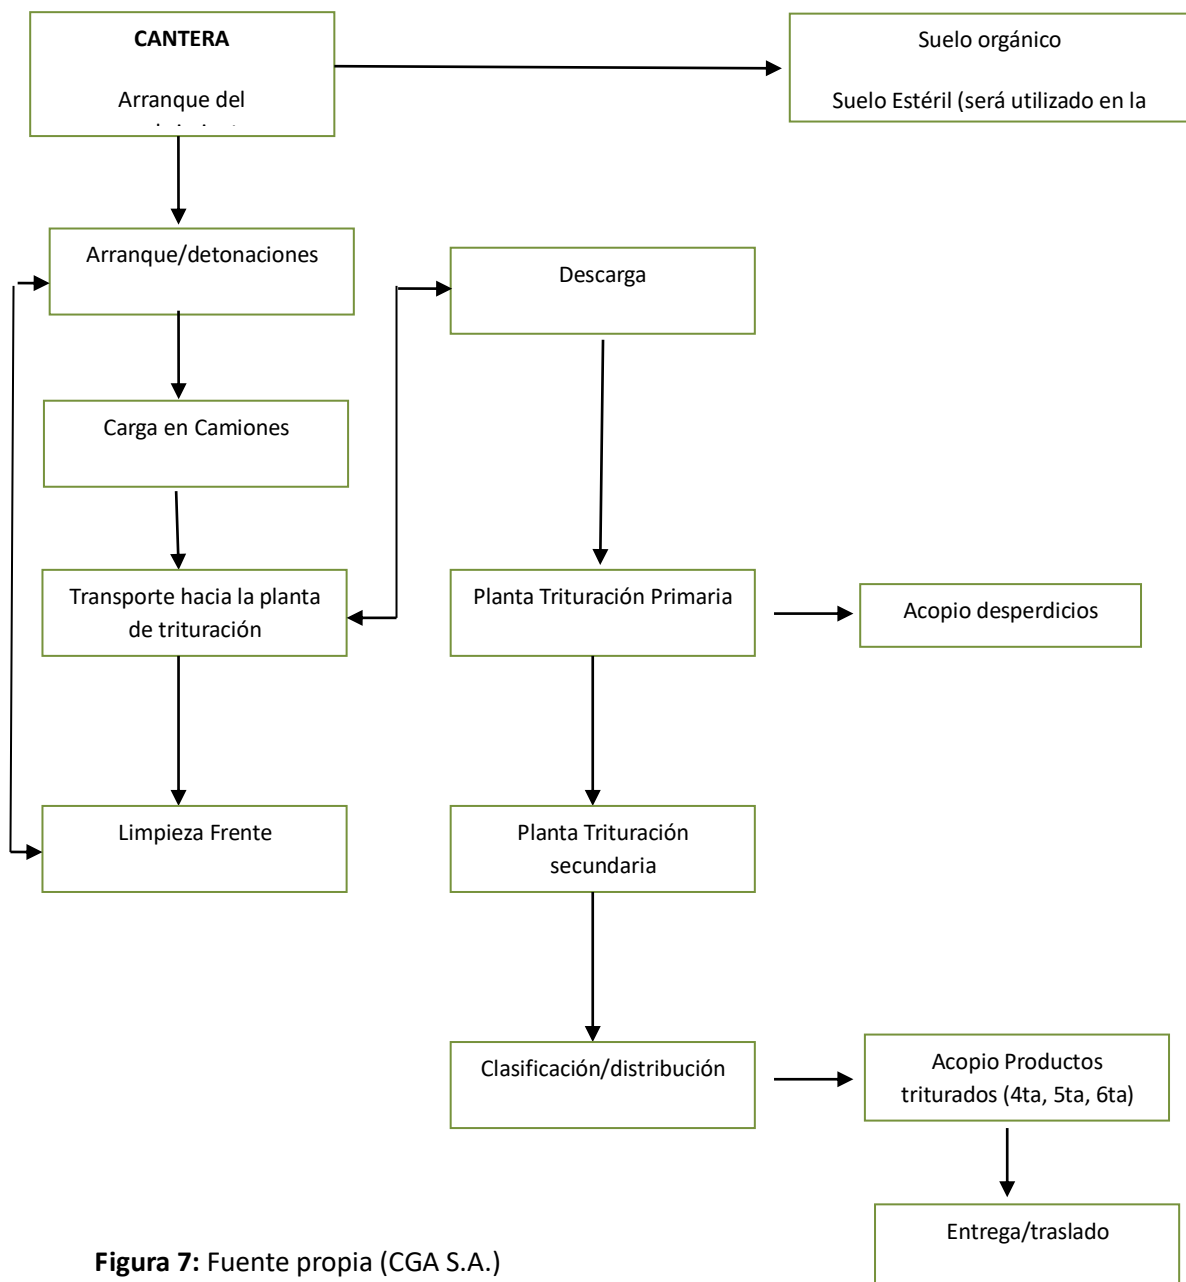 CANTERA
Arranque del
Suelo orgánico
Suelo Estéril (será utilizado en la
Arranque/detonaciones
Descarga
Carga en Camiones
Transporte hacia la planta
de trituración
Planta Trituración Primaria
Acopio desperdicios
Limpieza Frente
Planta Trituración
secundaria
Clasificación/distribución
Acopio Productos
triturados (4ta, 5ta, 6ta)
Entrega/traslado
Figura 7: Fuente propia (CGA S.A.)